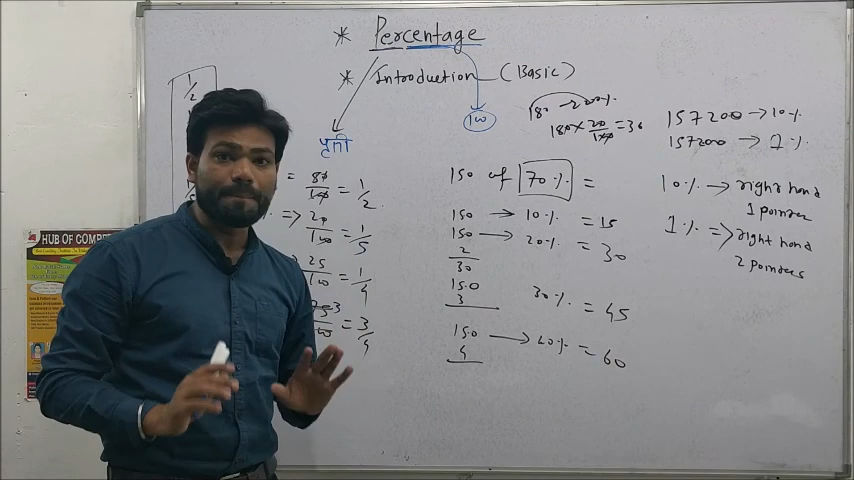 * Percentage
* Introduction — (Basic)
100
प्रती
1/2
180 → 20%
180 × 20/100 = 36
157200 → 10%
157200 → 1%
10% → right hand
1 pointer
1% => right hand
2 pointers
= 50/100 = 1/2
=> 20/100 = 1/5
25/100 = 1/4
3/4
150 of 70% =
150 → 10% = 15
150 → 20% = 30
2
30
150
3
30% = 45
150 → 40% = 60
4
HUB OF COMPE